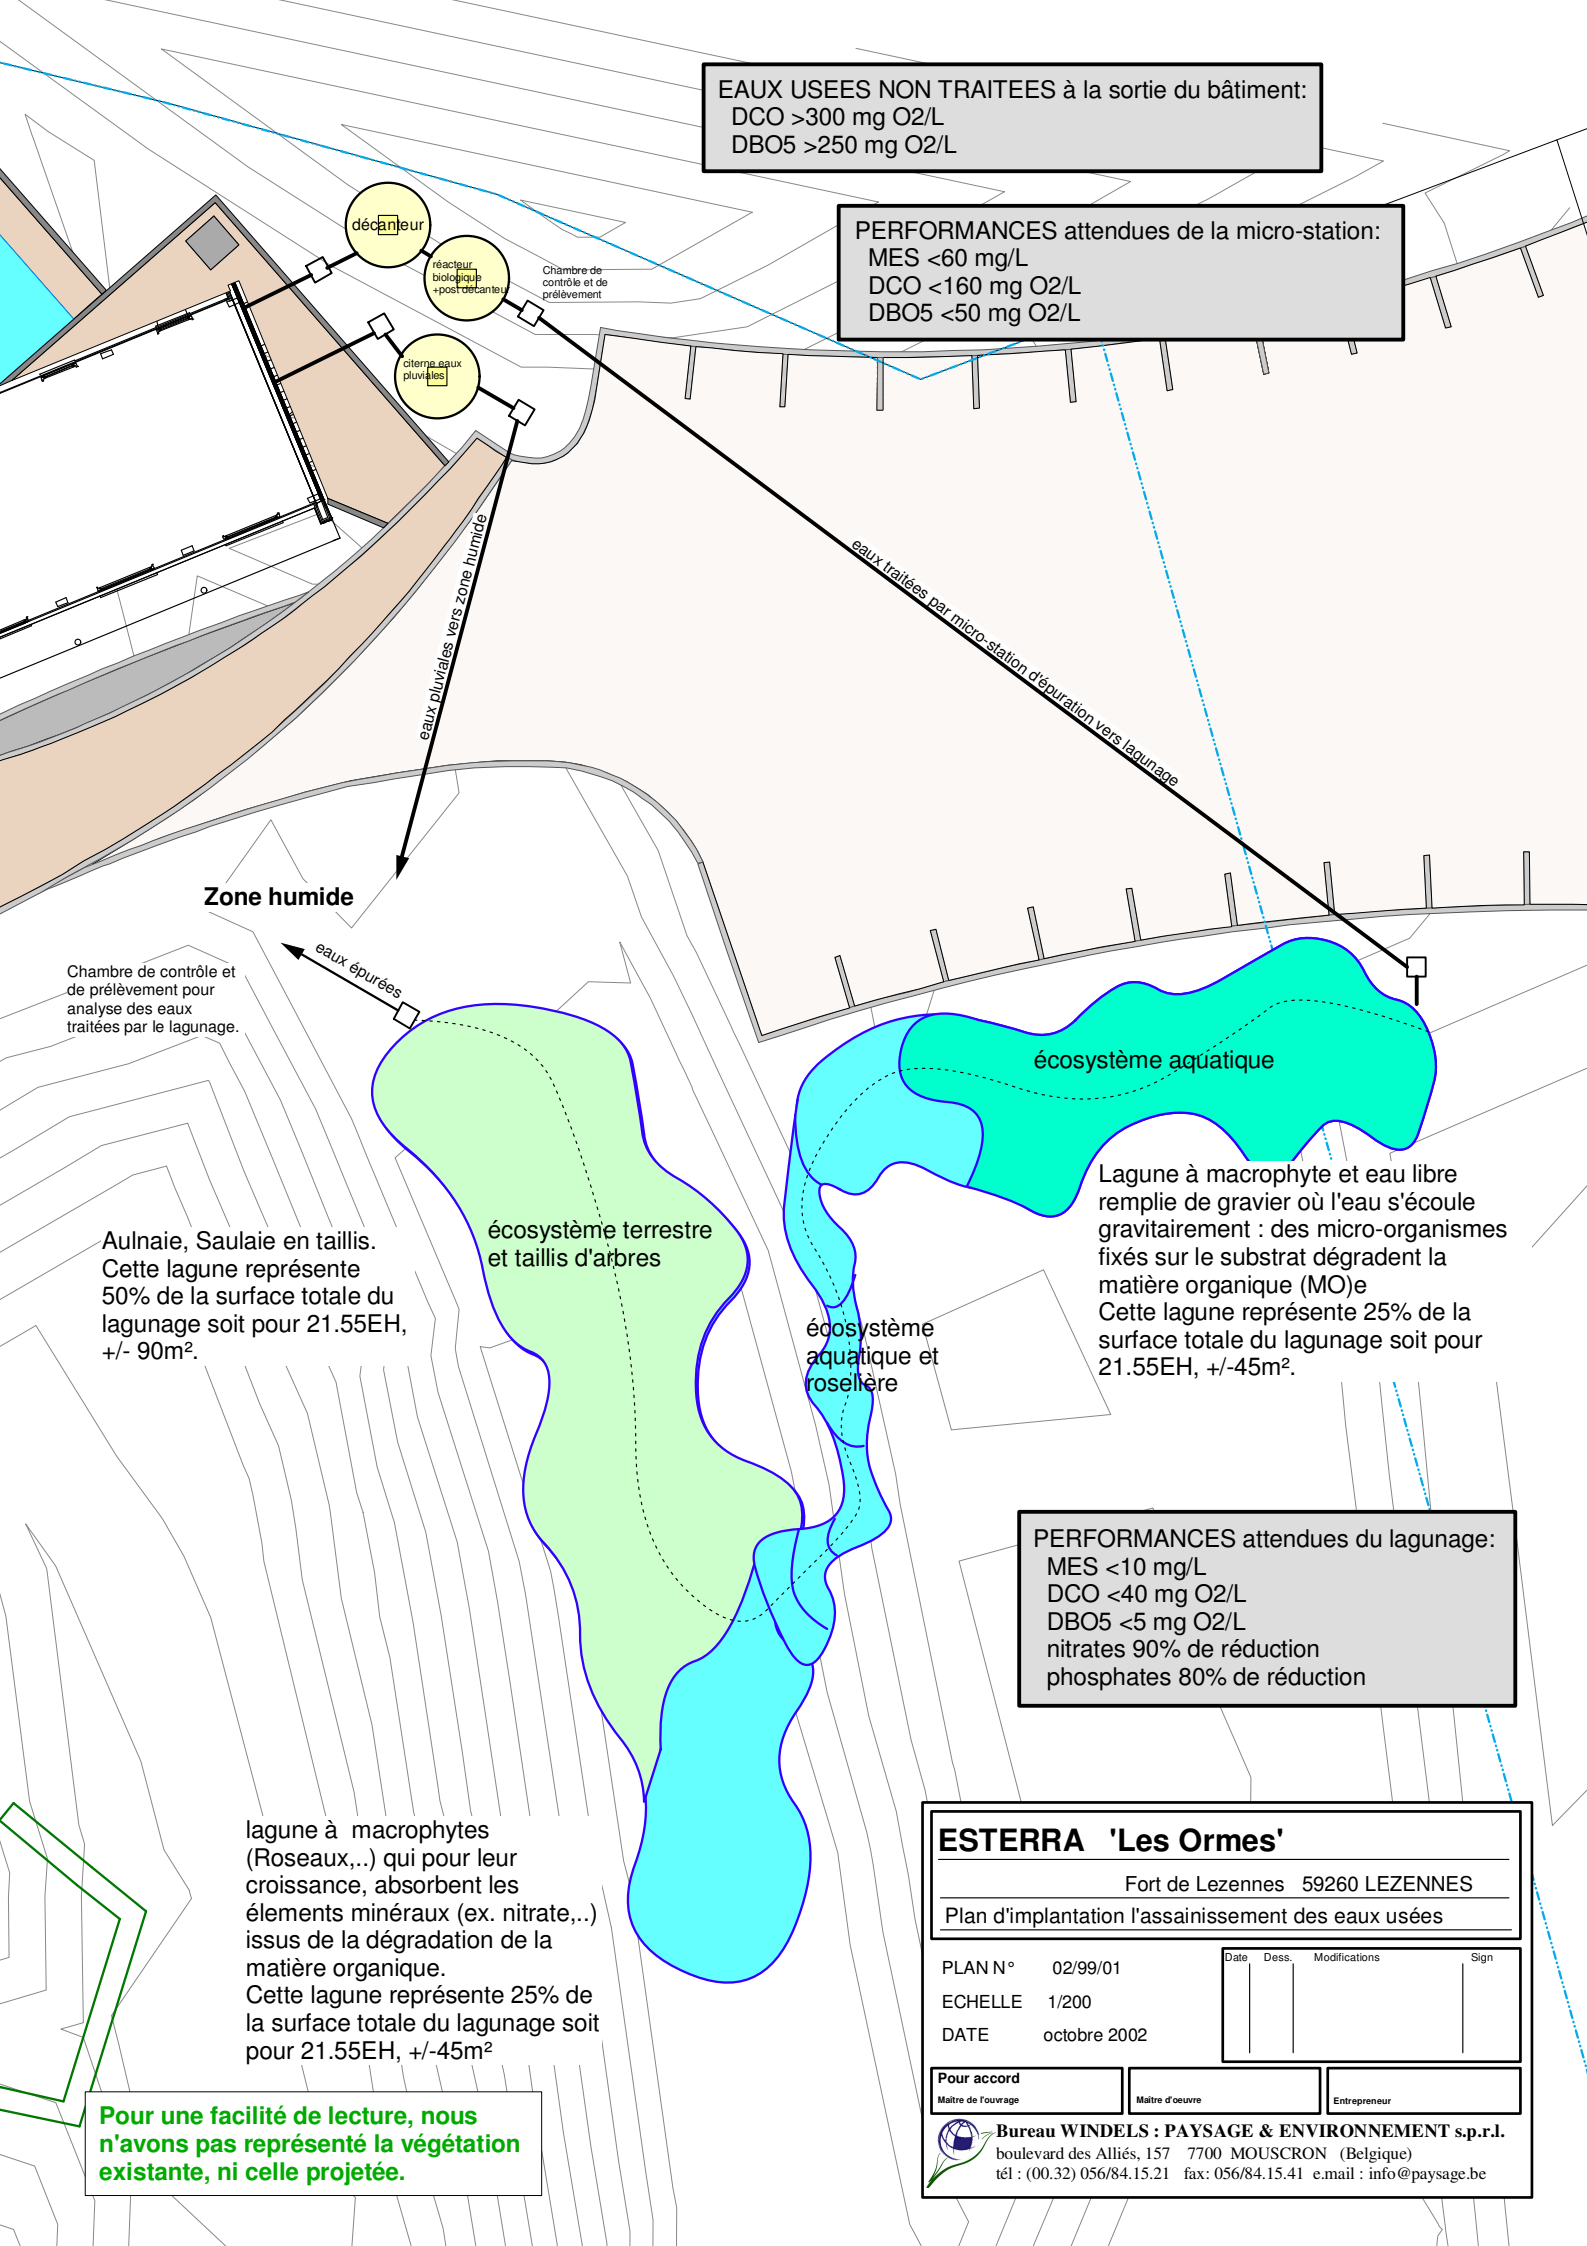 EAUX USEES NON TRAITEES à la sortie du bâtiment:
DCO >300 mg O2/L
DBO5 >250 mg O2/L
PERFORMANCES attendues de la micro-station:
MES <60 mg/L
DCO <160 mg O2/L
DBO5 <50 mg O2/L
décanteur
réacteur
biologique
+post décanteur
Chambre de
contrôle et de
prélèvement
citerne eaux
pluviales
eaux pluviales vers zone humide
eaux traitées par micro-station d'épuration vers lagunage
Zone humide
eaux épurées
Chambre de contrôle et
de prélèvement pour
analyse des eaux
traitées par le lagunage.
écosystème aquatique
Lagune à macrophyte et eau libre
remplie de gravier où l'eau s'écoule
gravitairement : des micro-organismes
fixés sur le substrat dégradent la
matière organique (MO)e
Cette lagune représente 25% de la
surface totale du lagunage soit pour
21.55EH, +/-45m².
écosystème terrestre
et taillis d'arbres
Aulnaie, Saulaie en taillis.
Cette lagune représente
50% de la surface totale du
lagunage soit pour 21.55EH,
+/- 90m².
écosystème
aquatique et
roselière
PERFORMANCES attendues du lagunage:
MES <10 mg/L
DCO <40 mg O2/L
DBO5 <5 mg O2/L
nitrates 90% de réduction
phosphates 80% de réduction
lagune à  macrophytes
(Roseaux,..) qui pour leur
croissance, absorbent les
élements minéraux (ex. nitrate,..)
issus de la dégradation de la
matière organique.
Cette lagune représente 25% de
la surface totale du lagunage soit
pour 21.55EH, +/-45m²
Pour une facilité de lecture, nous
n'avons pas représenté la végétation
existante, ni celle projetée.
ESTERRA 'Les Ormes'
Fort de Lezennes 59260 LEZENNES
Plan d'implantation l'assainissement des eaux usées
PLAN N° 02/99/01
ECHELLE 1/200
DATE octobre 2002
Date Dess. Modifications Sign
Pour accord
Maître de l'ouvrage Maître d'oeuvre Entrepreneur
Bureau WINDELS : PAYSAGE & ENVIRONNEMENT s.p.r.l.
boulevard des Alliés, 157 7700 MOUSCRON (Belgique)
tél : (00.32) 056/84.15.21 fax: 056/84.15.41 e.mail : info@paysage.be